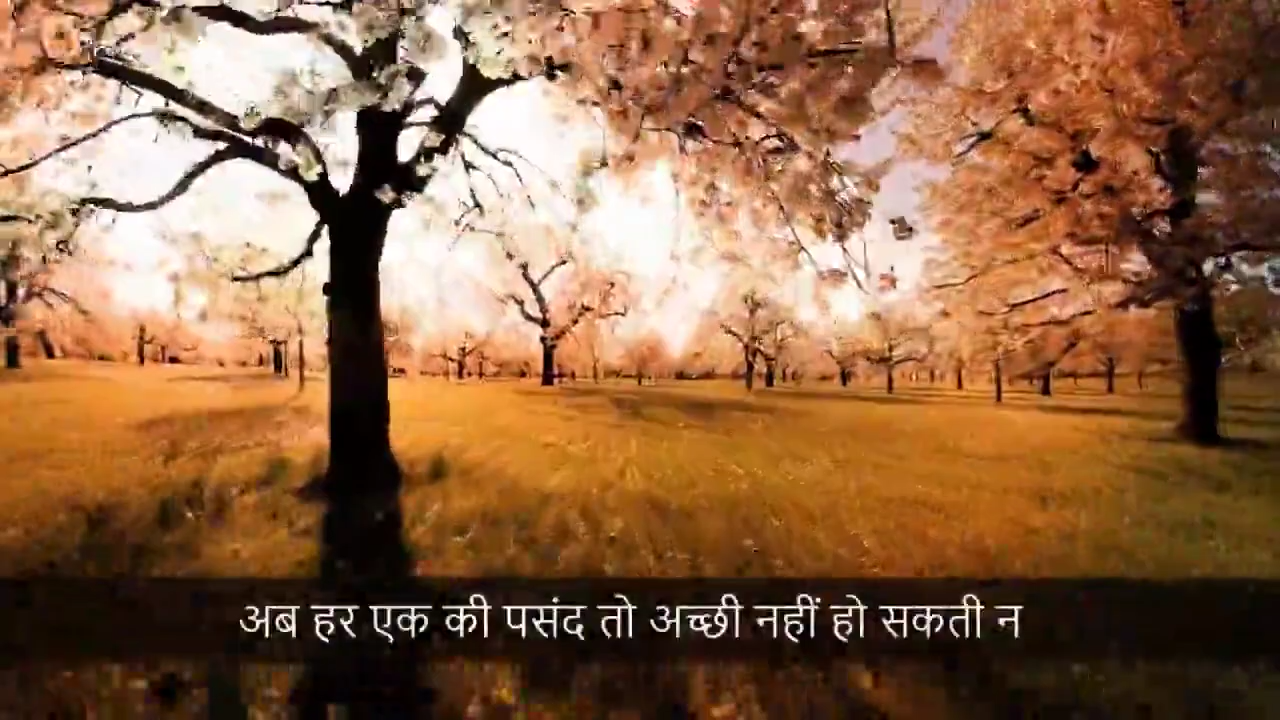 अब हर एक की पसंद तो अच्छी नहीं हो सकती न